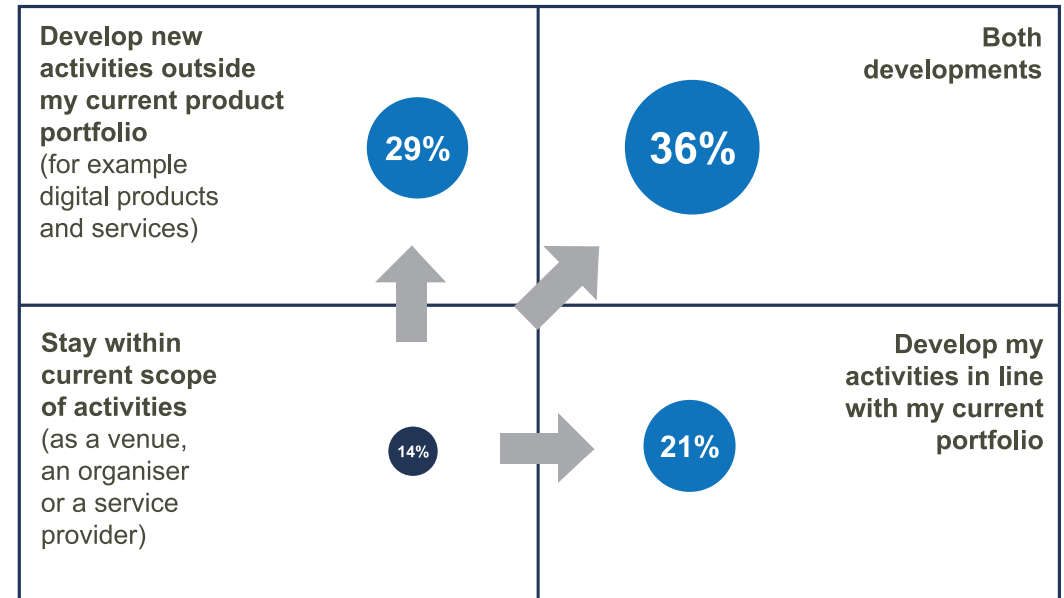 Develop new
activities outside
my current product
portfolio
(for example
digital products
and services)
29%
Both
developments
36%
Stay within
current scope
of activities
(as a venue,
an organiser
or a service
provider)
14%
Develop my
activities in line
with my current
portfolio
21%